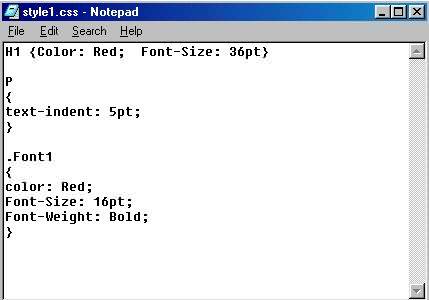 style1.css - Notepad
File Edit Search Help
H1 {Color: Red;  Font-Size: 36pt}

P
{
text-indent: 5pt;
}

.Font1
{
color: Red;
Font-Size: 16pt;
Font-Weight: Bold;
}